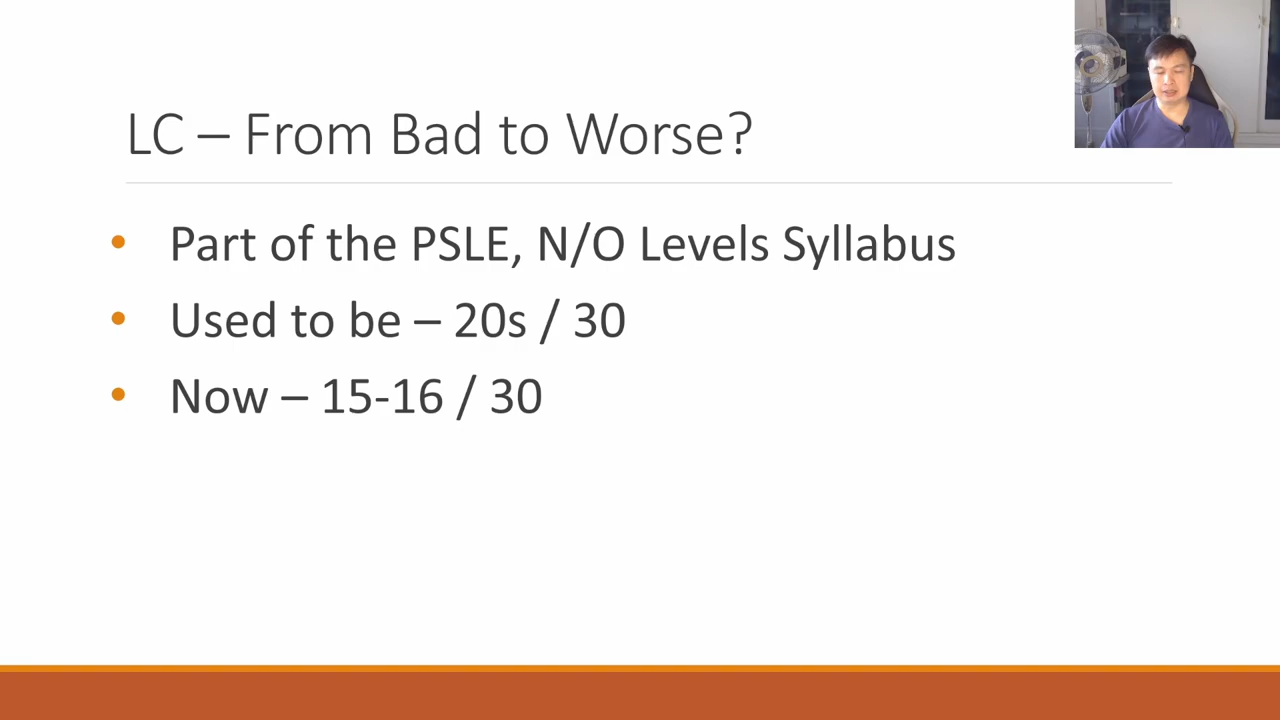 LC – From Bad to Worse?
• Part of the PSLE, N/O Levels Syllabus
• Used to be – 20s / 30
• Now – 15-16 / 30